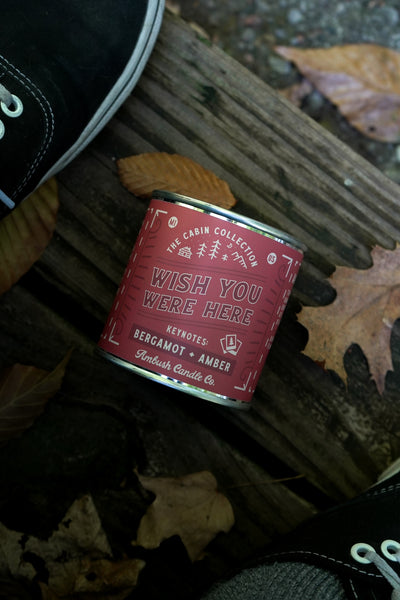 THE CABIN COLLECTION
WISH YOU
WERE HERE
KEYNOTES:
BERGAMOT + AMBER
Ambush Candle Co.